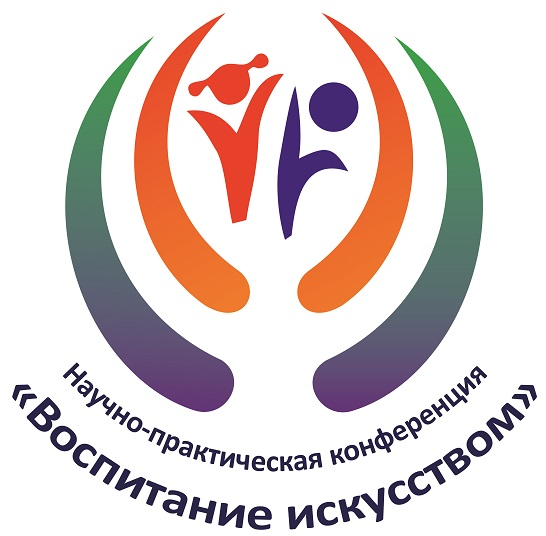 Научно-практическая конференция
«Воспитание искусством»